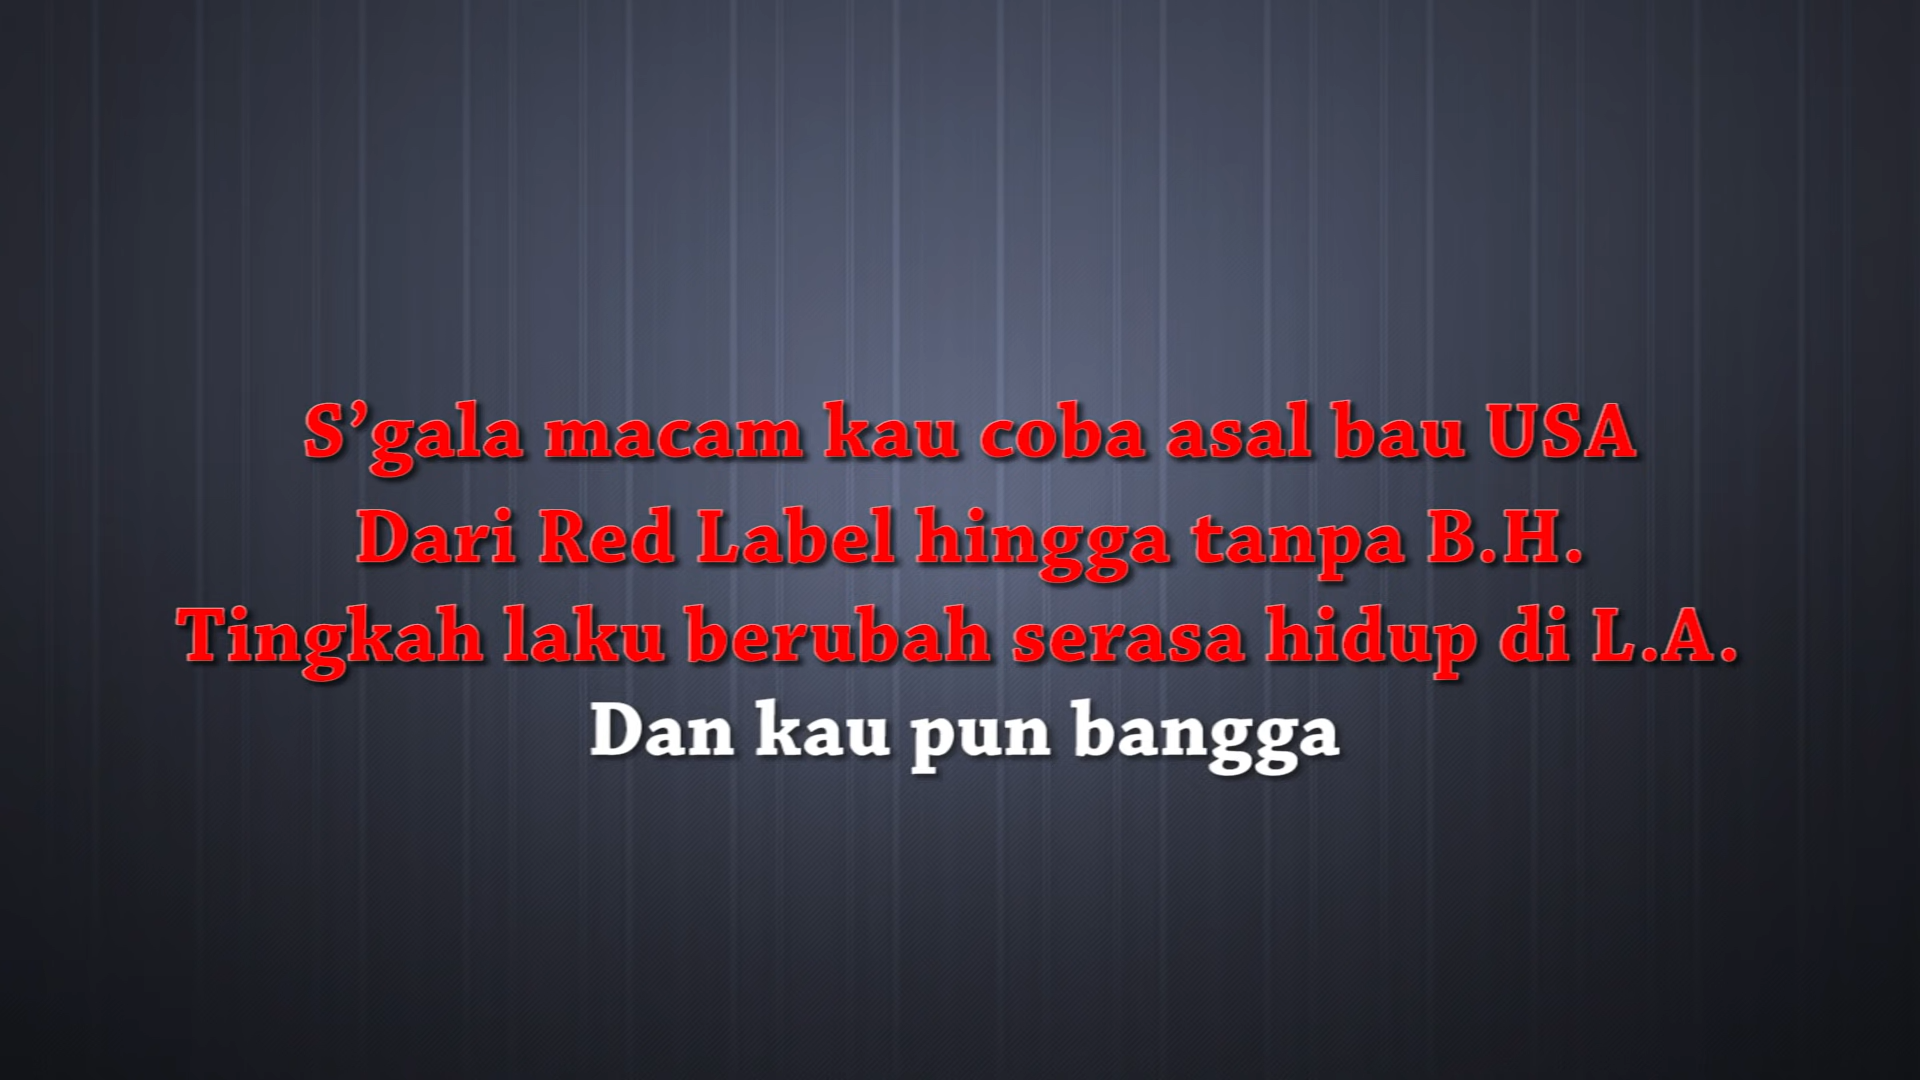 S’gala macam kau coba asal bau USA
Dari Red Label hingga tanpa B.H.
Tingkah laku berubah serasa hidup di L.A.
Dan kau pun bangga